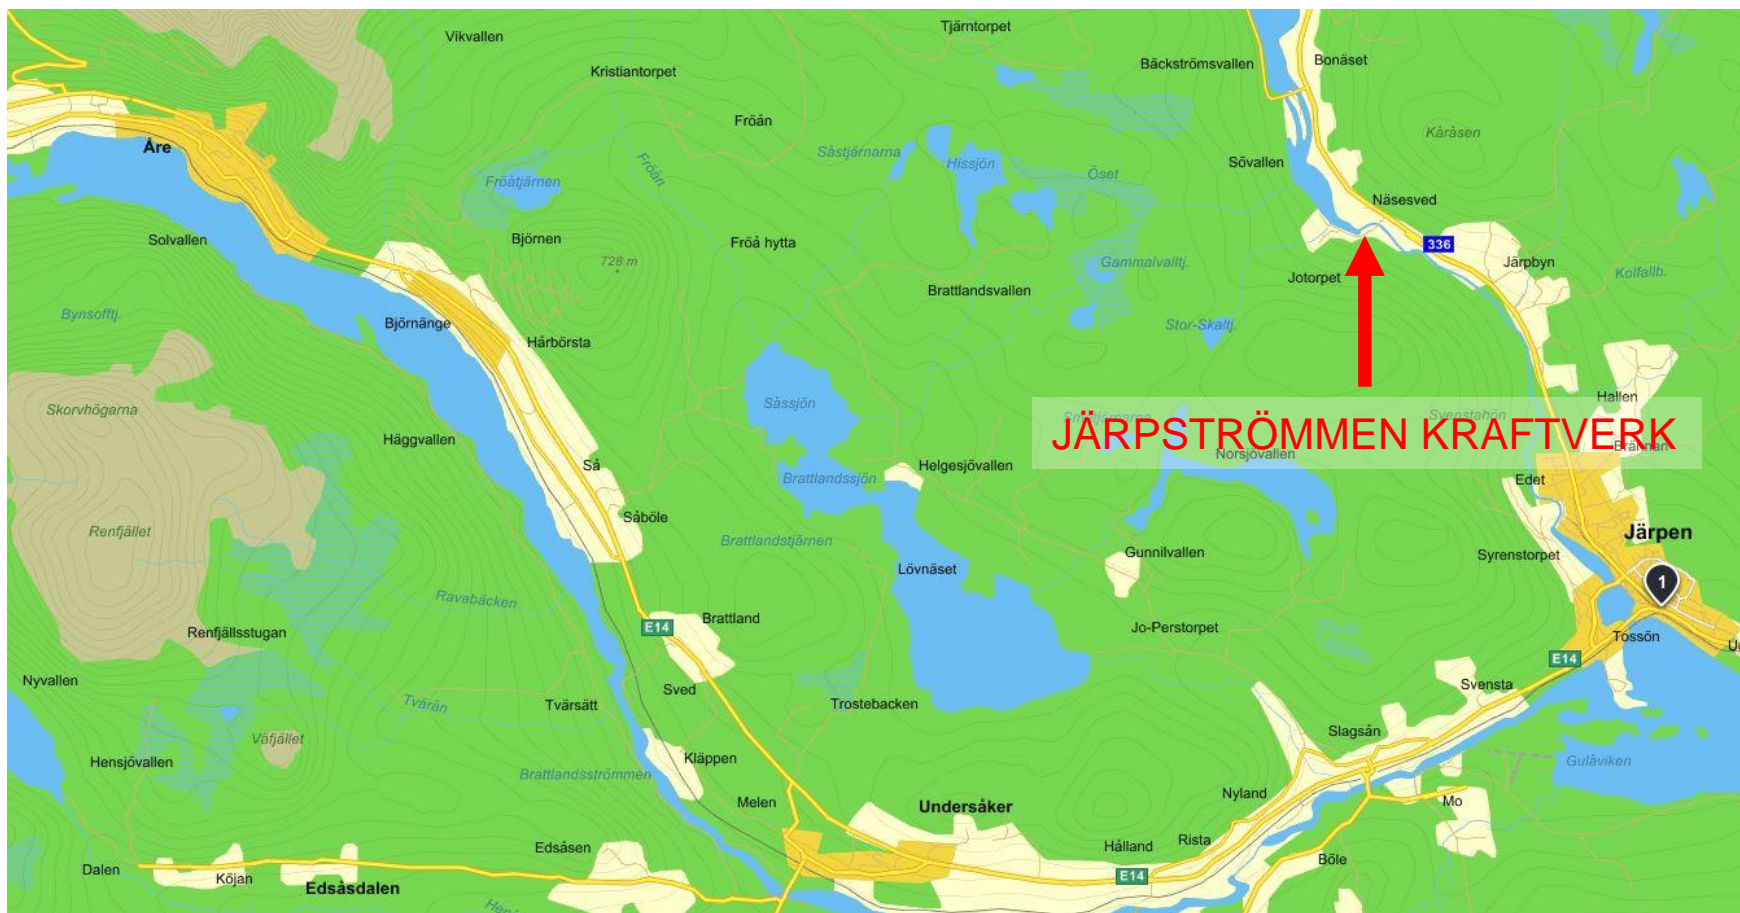 Vikvallen
Tjärntorpet
Bonäset
Bäckströmsvallen
Kristiantorpet
Fröån
Kåråsen
Åre
Såstjärnarna
Hissjön
Öset
Sövallen
Fröån
Fröåtjärnen
Näsesved
Solvallen
Björnen
Fröå hytta
336
728 m
Gammalvalltj.
Jotorpet
Järpbyn
Kolfallb.
Brattlandsvallen
Bynsofftj.
Björnänge
Hårbörsta
Stor-Skaltj.
Hallen
Skorvhögarna
Såssjön
Svenstahön
JÄRPSTRÖMMEN KRAFTVERK
Häggvallen
Brännan
Norsjövallen
Så
Helgesjövallen
Brattlandssjön
Edet
Såböle
Renfjället
Järpen
Brattlandstjärnen
Gunnilvallen
Syrenstorpet
Lövnäset
1
Ravabäcken
Brattland
E14
Renfjällsstugan
Jo-Perstorpet
Tossön
E14
Nyvallen
Sved
Svensta
Tvärån
Tvärsätt
Trostebacken
Slagsån
Väfjället
Kläppen
Hensjövallen
Brattlandsströmmen
Gulåviken
Nyland
Melen
Undersåker
Mo
Edsåsen
Hålland
Rista
Böle
Dalen
Köjan
Edsåsdalen
E14